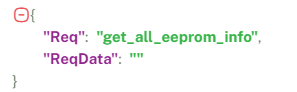 {
"Req": "get_all_eeprom_info",
"ReqData": ""
}